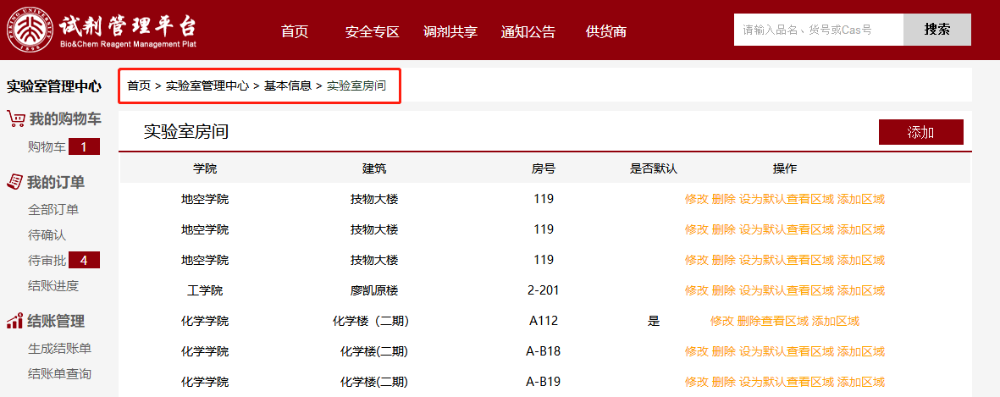 试剂管理平台
Bio&Chem Reagent Management Plat
首页 安全专区 调剂共享 通知公告 供货商
请输入品名、货号或Cas号 搜索
实验室管理中心
我的购物车
购物车 1
我的订单
全部订单
待确认
待审批 4
结账进度
结账管理
生成结账单
结账单查询
首页 > 实验室管理中心 > 基本信息 > 实验室房间
实验室房间 添加
学院 建筑 房号 是否默认 操作
地空学院 技物大楼 119 修改 删除 设为默认查看区域 添加区域
地空学院 技物大楼 119 修改 删除 设为默认查看区域 添加区域
地空学院 技物大楼 119 修改 删除 设为默认查看区域 添加区域
工学院 廖凯原楼 2-201 修改 删除 设为默认查看区域 添加区域
化学学院 化学楼（二期） A112 是 修改 删除查看区域 添加区域
化学学院 化学楼(二期) A-B18 修改 删除 设为默认查看区域 添加区域
化学学院 化学楼(二期) A-B19 修改 删除 设为默认查看区域 添加区域